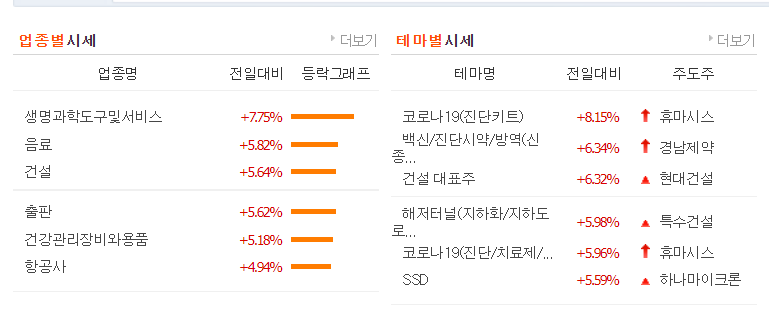 업종별시세 더보기
업종명 전일대비 등락그래프
생명과학도구및서비스 +7.75%
음료 +5.82%
건설 +5.64%
출판 +5.62%
건강관리장비와용품 +5.18%
항공사 +4.94%
테마별시세 더보기
테마명 전일대비 주도주
코로나19(진단키트) +8.15% 휴마시스
백신/진단시약/방역(신
종... +6.34% 경남제약
건설 대표주 +6.32% 현대건설
해저터널(지하화/지하도
로... +5.98% 특수건설
코로나19(진단/치료제/... +5.96% 휴마시스
SSD +5.59% 하나마이크론